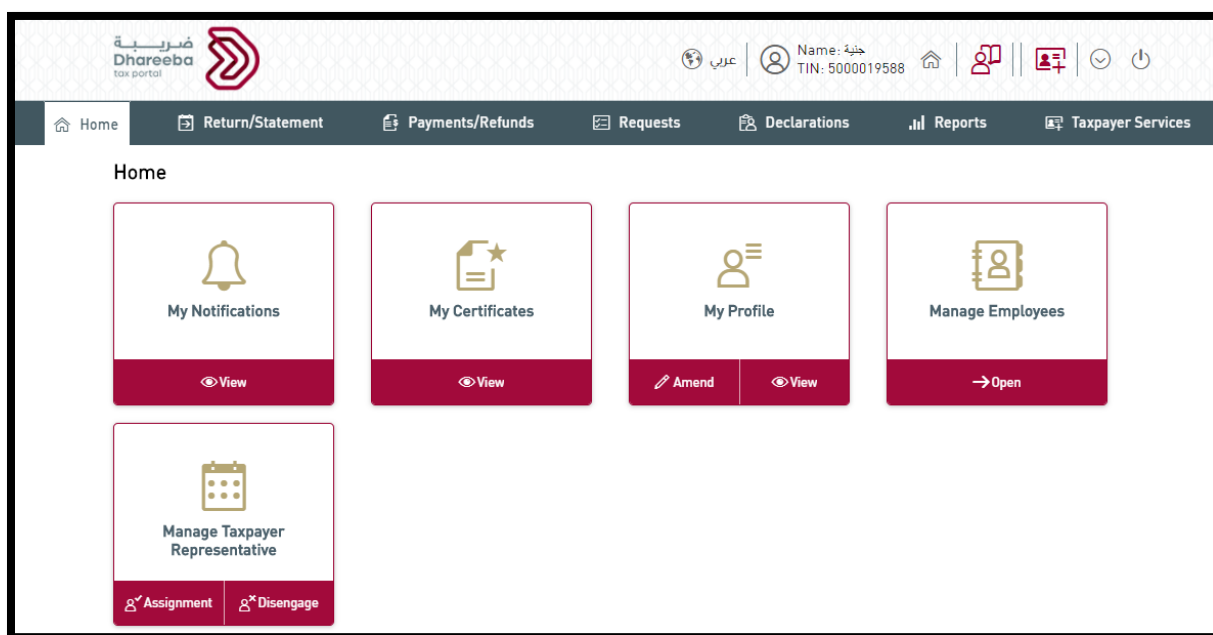 ضريبة
Dhareeba
tax portal
عربي
Name: جنية
TIN: 5000019588
Home
Return/Statement
Payments/Refunds
Requests
Declarations
Reports
Taxpayer Services
Home
My Notifications
My Certificates
My Profile
Manage Employees
View
View
Amend
View
Open
Manage Taxpayer
Representative
Assignment
Disengage